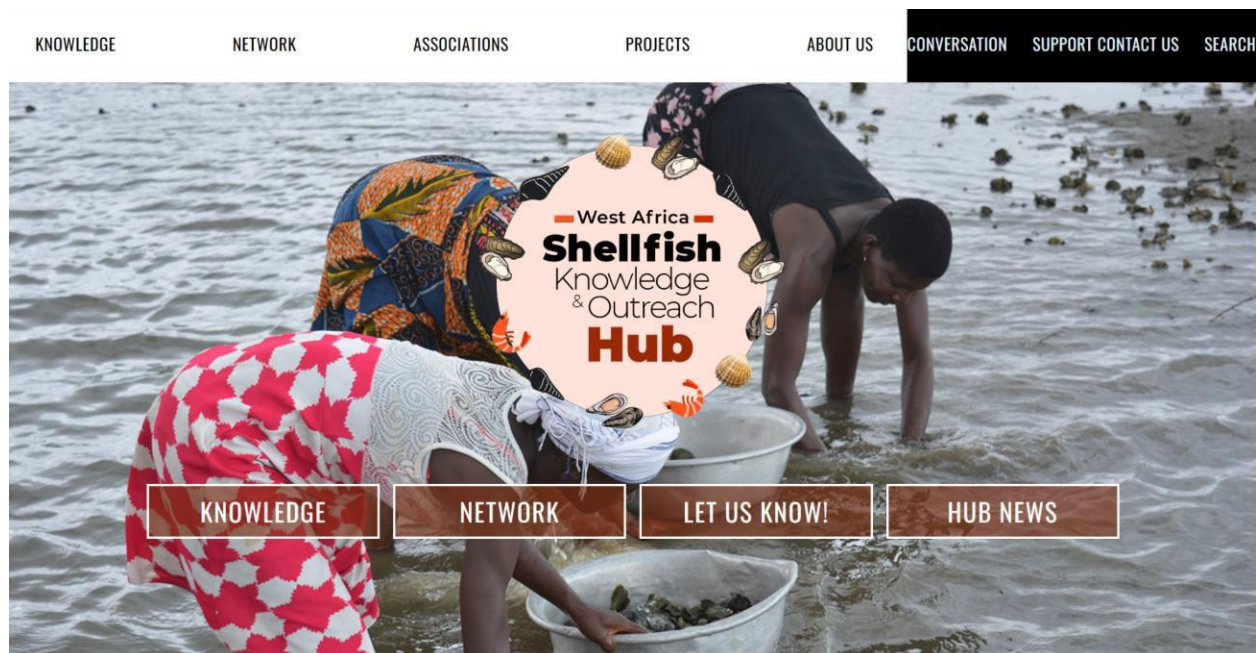 KNOWLEDGE NETWORK ASSOCIATIONS PROJECTS ABOUT US CONVERSATION SUPPORT CONTACT US SEARCH
West Africa
Shellfish
Knowledge
& Outreach
Hub
KNOWLEDGE NETWORK LET US KNOW! HUB NEWS